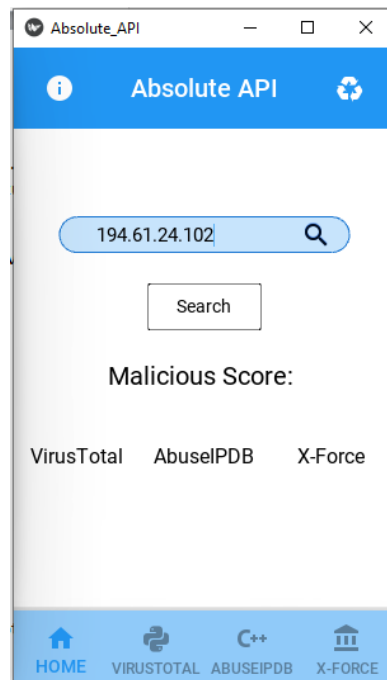 Absolute_API
Absolute API
194.61.24.102
Search
Malicious Score:
VirusTotal AbuseIPDB X-Force
C++
HOME VIRUSTOTAL ABUSEIPDB X-FORCE